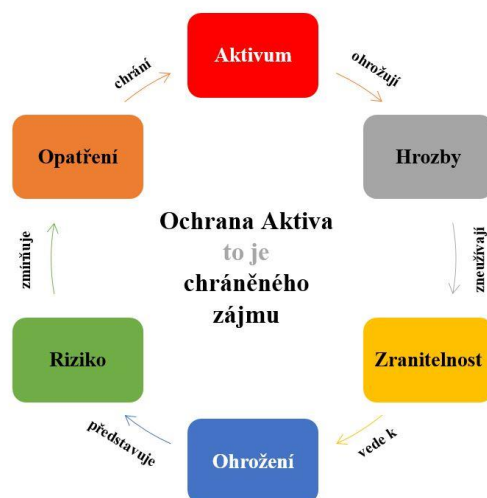 Aktivum
ohrožují
Hrozby
zneužívají
Zranitelnost
vede k
Ohrožení
představuje
Riziko
zmírňuje
Opatření
chrání
Ochrana Aktiva
to je
chráněného
zájmu